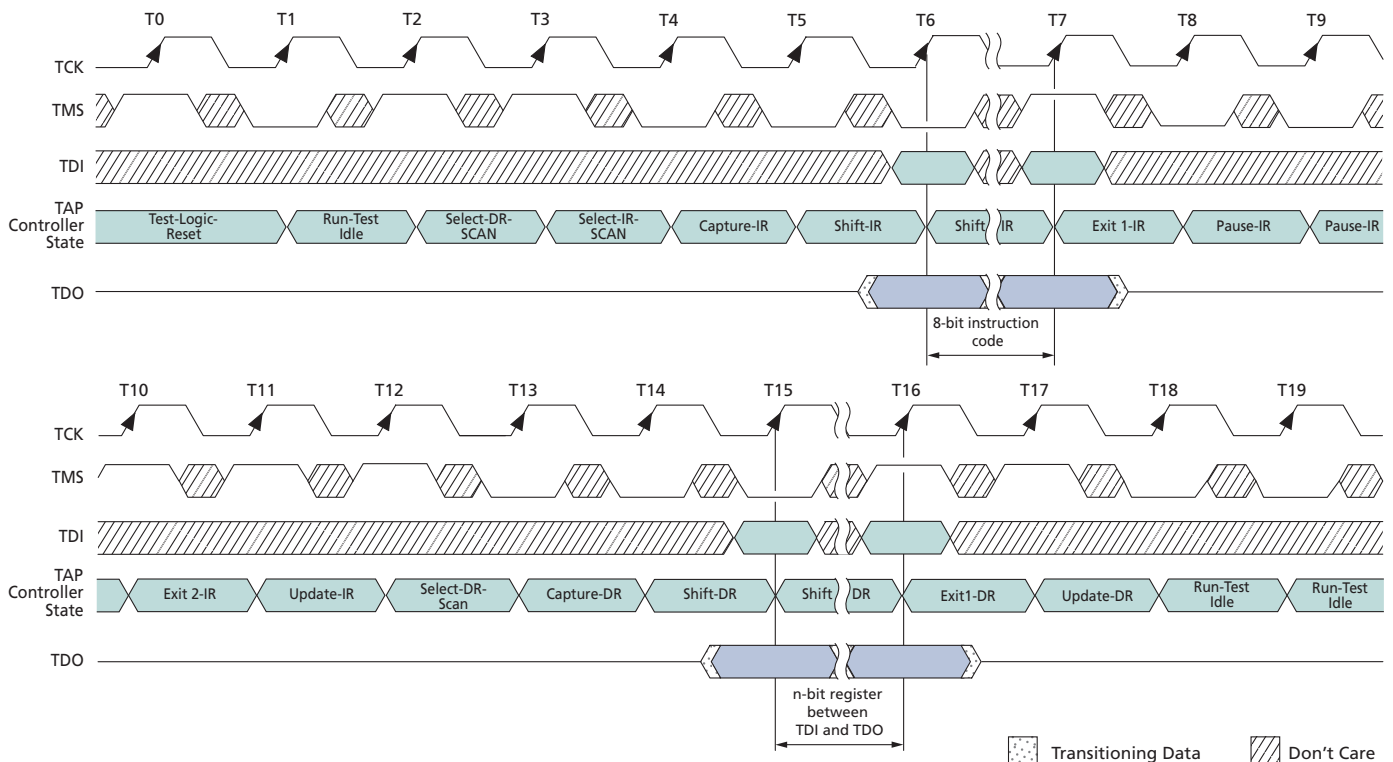 T0 T1 T2 T3 T4 T5 T6 T7 T8 T9
TCK
TMS
TDI
TAP
Controller
State
Test-Logic-
Reset
Run-Test
Idle
Select-DR-
SCAN
Select-IR-
SCAN
Capture-IR
Shift-IR
Shift IR
Exit 1-IR
Pause-IR
Pause-IR
TDO
8-bit instruction
code
T10 T11 T12 T13 T14 T15 T16 T17 T18 T19
TCK
TMS
TDI
TAP
Controller
State
Exit 2-IR
Update-IR
Select-DR-
Scan
Capture-DR
Shift-DR
Shift DR
Exit1-DR
Update-DR
Run-Test
Idle
Run-Test
Idle
TDO
n-bit register
between
TDI and TDO
Transitioning Data
Don't Care